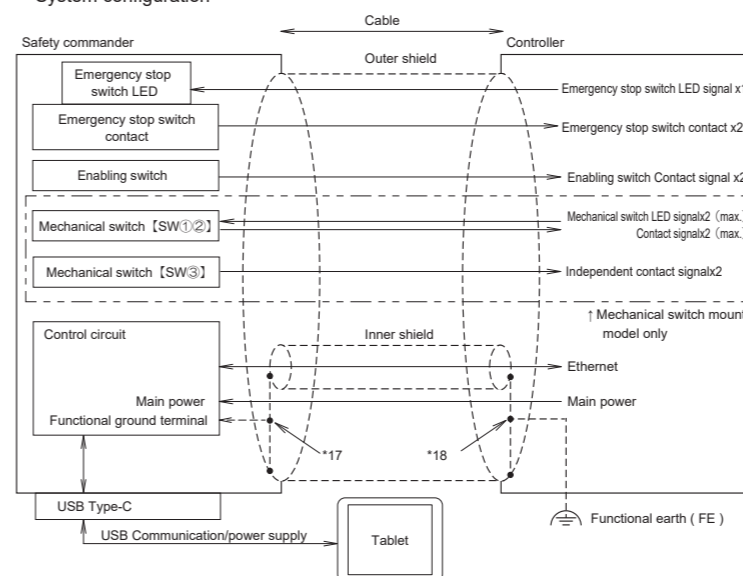 System configuration
Cable
Safety commander
Controller
Outer shield
Emergency stop
switch LED
Emergency stop switch LED signal x1
Emergency stop switch
contact
Emergency stop switch contact x2
Enabling switch
Enabling switch Contact signal x2
Mechanical switch【SW①②】
Mechanical switch LED signalx2（max.）
Contact signalx2（max.）
Mechanical switch【SW③】
Independent contact signalx2
↑Mechanical switch mount
model only
Control circuit
Inner shield
Ethernet
Main power
Main power
Functional ground terminal
*17
*18
USB Type-C
USB Communication/power supply
Tablet
Functional earth ( FE )